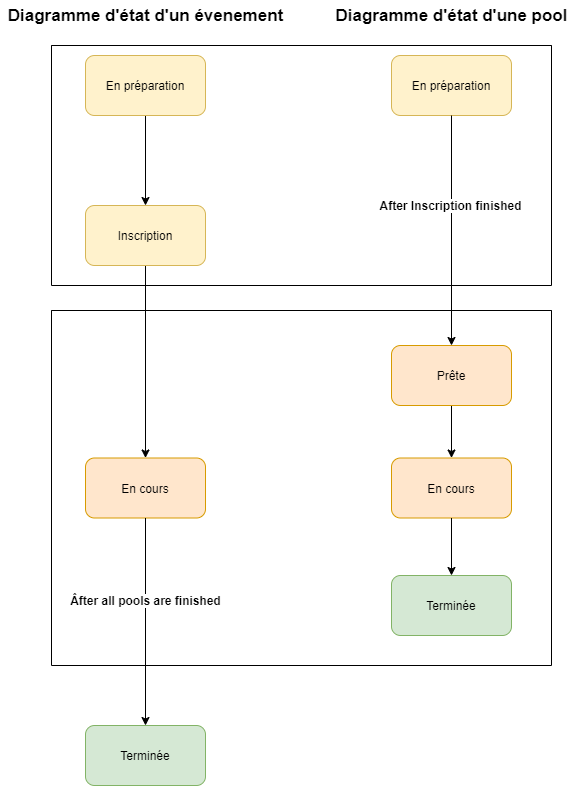 Diagramme d'état d'un évenement
Diagramme d'état d'une pool
En préparation
En préparation
After Inscription finished
Inscription
Prête
En cours
En cours
Âfter all pools are finished
Terminée
Terminée